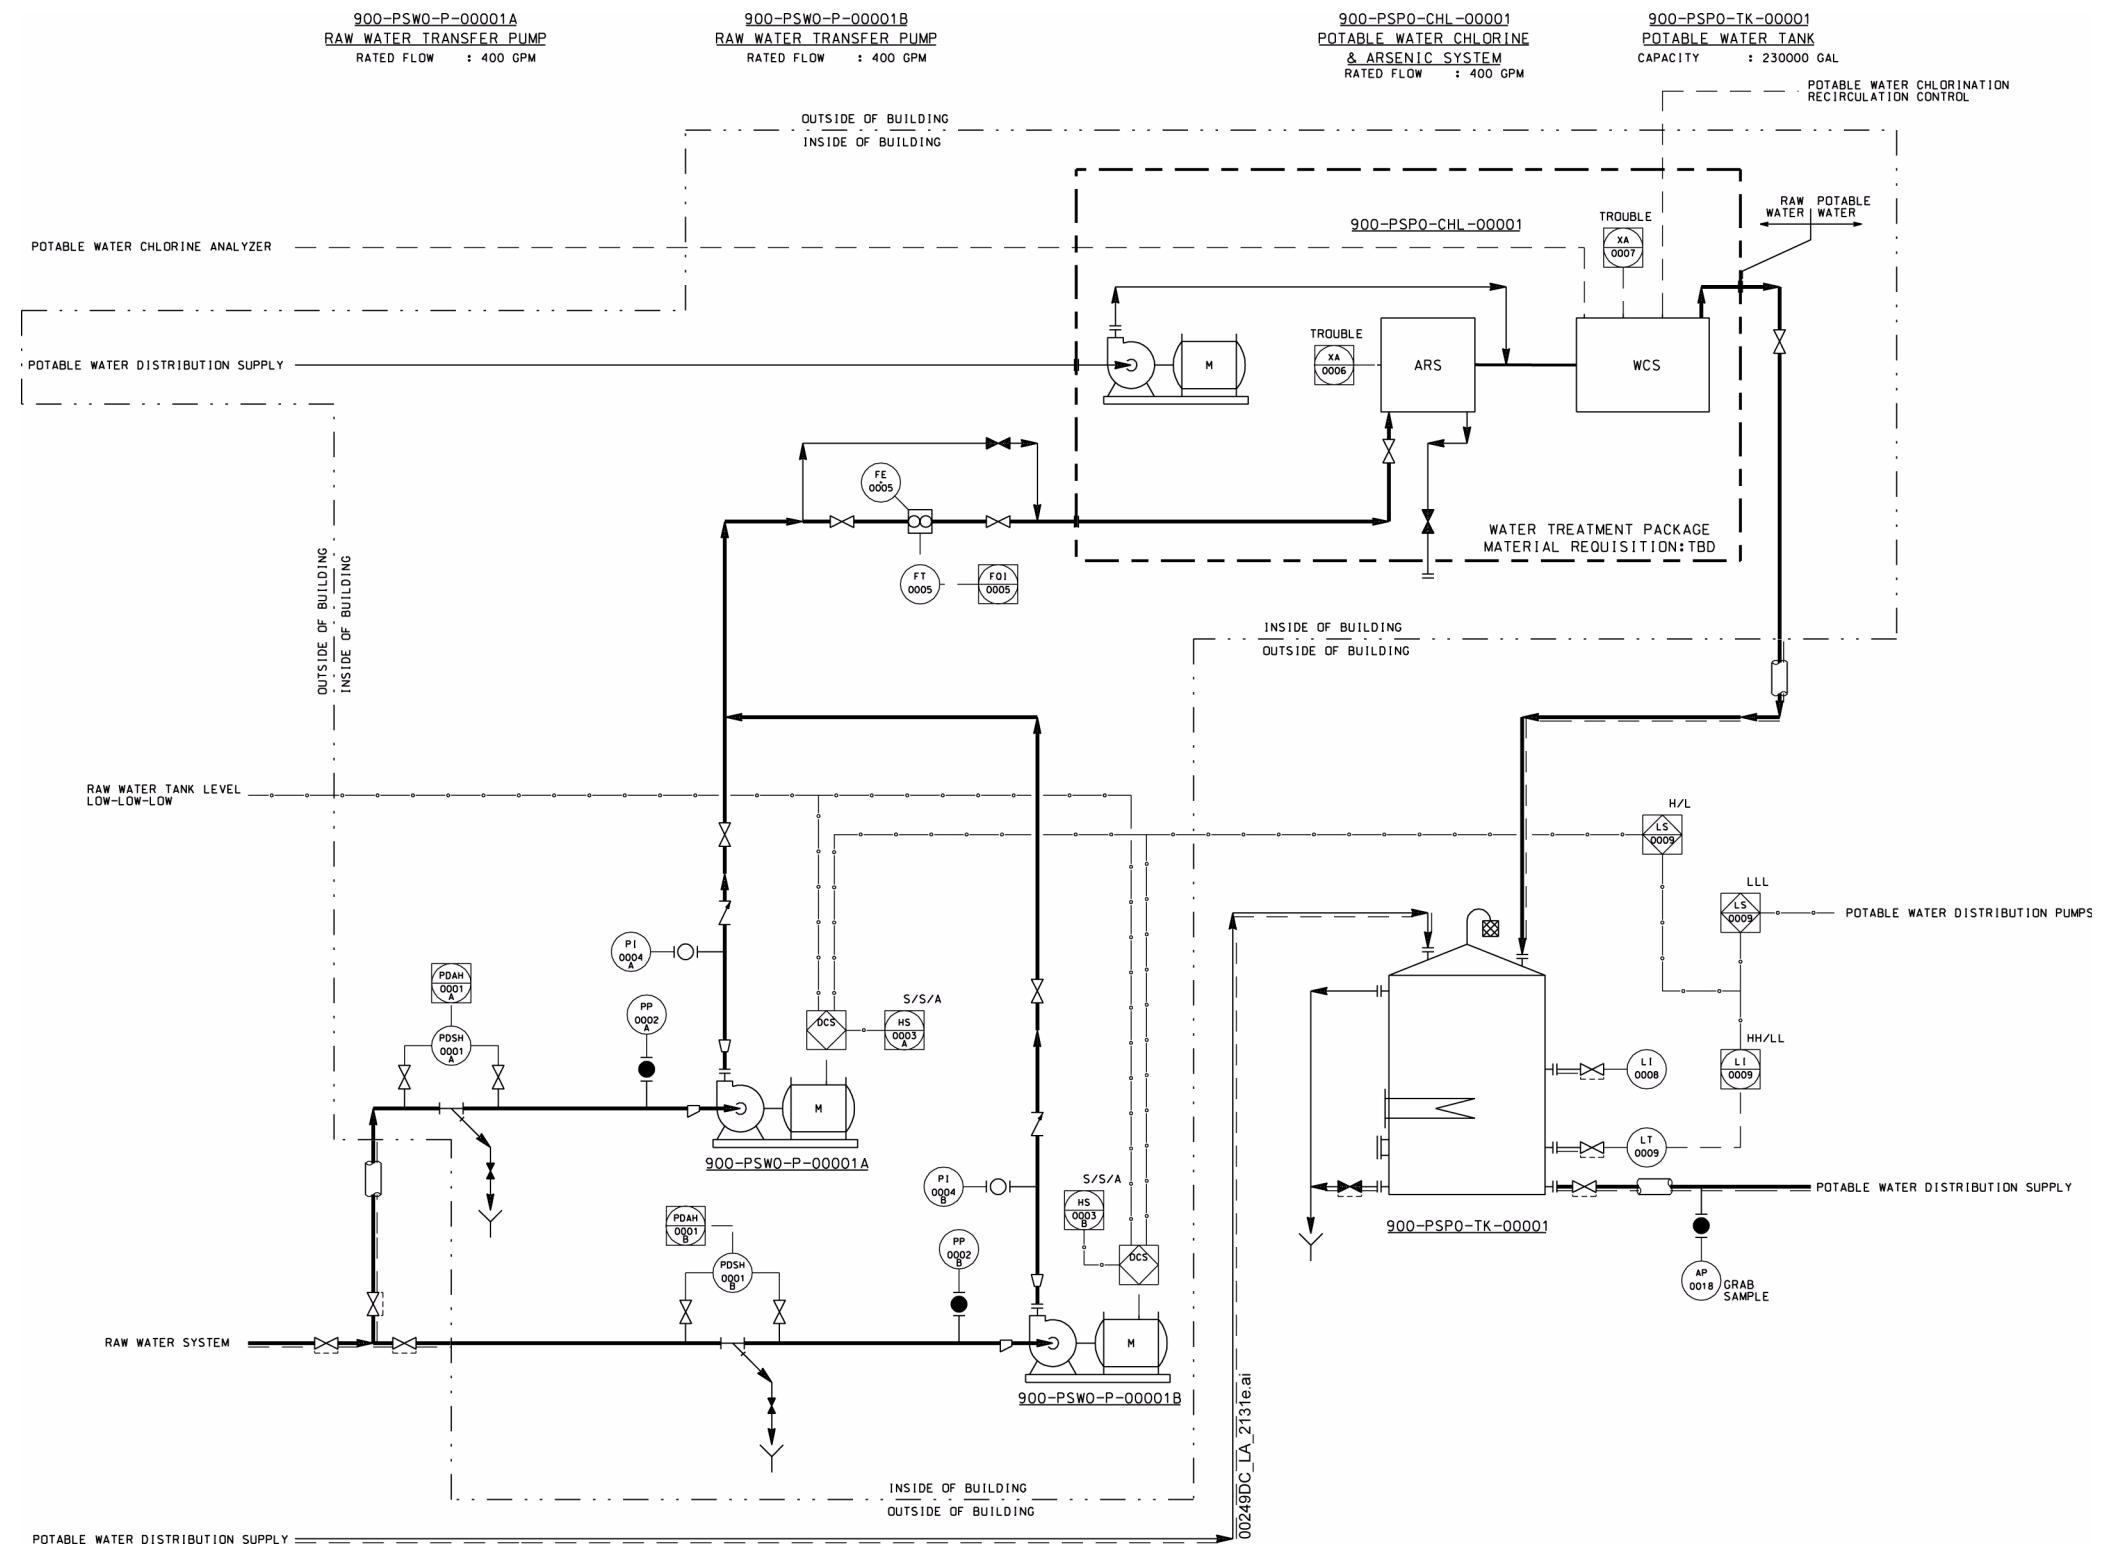 900-PSWO-P-00001A
RAW WATER TRANSFER PUMP
RATED FLOW : 400 GPM
900-PSWO-P-00001B
RAW WATER TRANSFER PUMP
RATED FLOW : 400 GPM
900-PSPO-CHL-00001
POTABLE WATER CHLORINE
& ARSENIC SYSTEM
RATED FLOW : 400 GPM
900-PSPO-TK-00001
POTABLE WATER TANK
CAPACITY : 230000 GAL
POTABLE WATER CHLORINATION
RECIRCULATION CONTROL
OUTSIDE OF BUILDING
INSIDE OF BUILDING
RAW WATER
POTABLE WATER
900-PSPO-CHL-00001
TROUBLE
XA
0007
POTABLE WATER CHLORINE ANALYZER
TROUBLE
XA
0006
POTABLE WATER DISTRIBUTION SUPPLY
M
ARS
WCS
FE
0005
WATER TREATMENT PACKAGE
MATERIAL REQUISITION:TBD
FT
0005
FQI
0005
OUTSIDE OF BUILDING
INSIDE OF BUILDING
INSIDE OF BUILDING
OUTSIDE OF BUILDING
RAW WATER TANK LEVEL
LOW-LOW-LOW
H/L
LS
0009
LLL
LS
0009
POTABLE WATER DISTRIBUTION PUMPS
PI
0004
A
PDAH
0001
A
PP
0002
A
S/S/A
DCS
HS
0003
A
PDSH
0001
A
HH/LL
LI
0009
LI
0008
M
900-PSWO-P-00001A
LT
0009
PI
0004
B
S/S/A
HS
0003
B
POTABLE WATER DISTRIBUTION SUPPLY
PDAH
0001
B
PP
0002
B
DCS
900-PSPO-TK-00001
PDSH
0001
B
AP
0018
GRAB
SAMPLE
RAW WATER SYSTEM
M
900-PSWO-P-00001B
00249DC_LA_2131e.ai
INSIDE OF BUILDING
OUTSIDE OF BUILDING
POTABLE WATER DISTRIBUTION SUPPLY